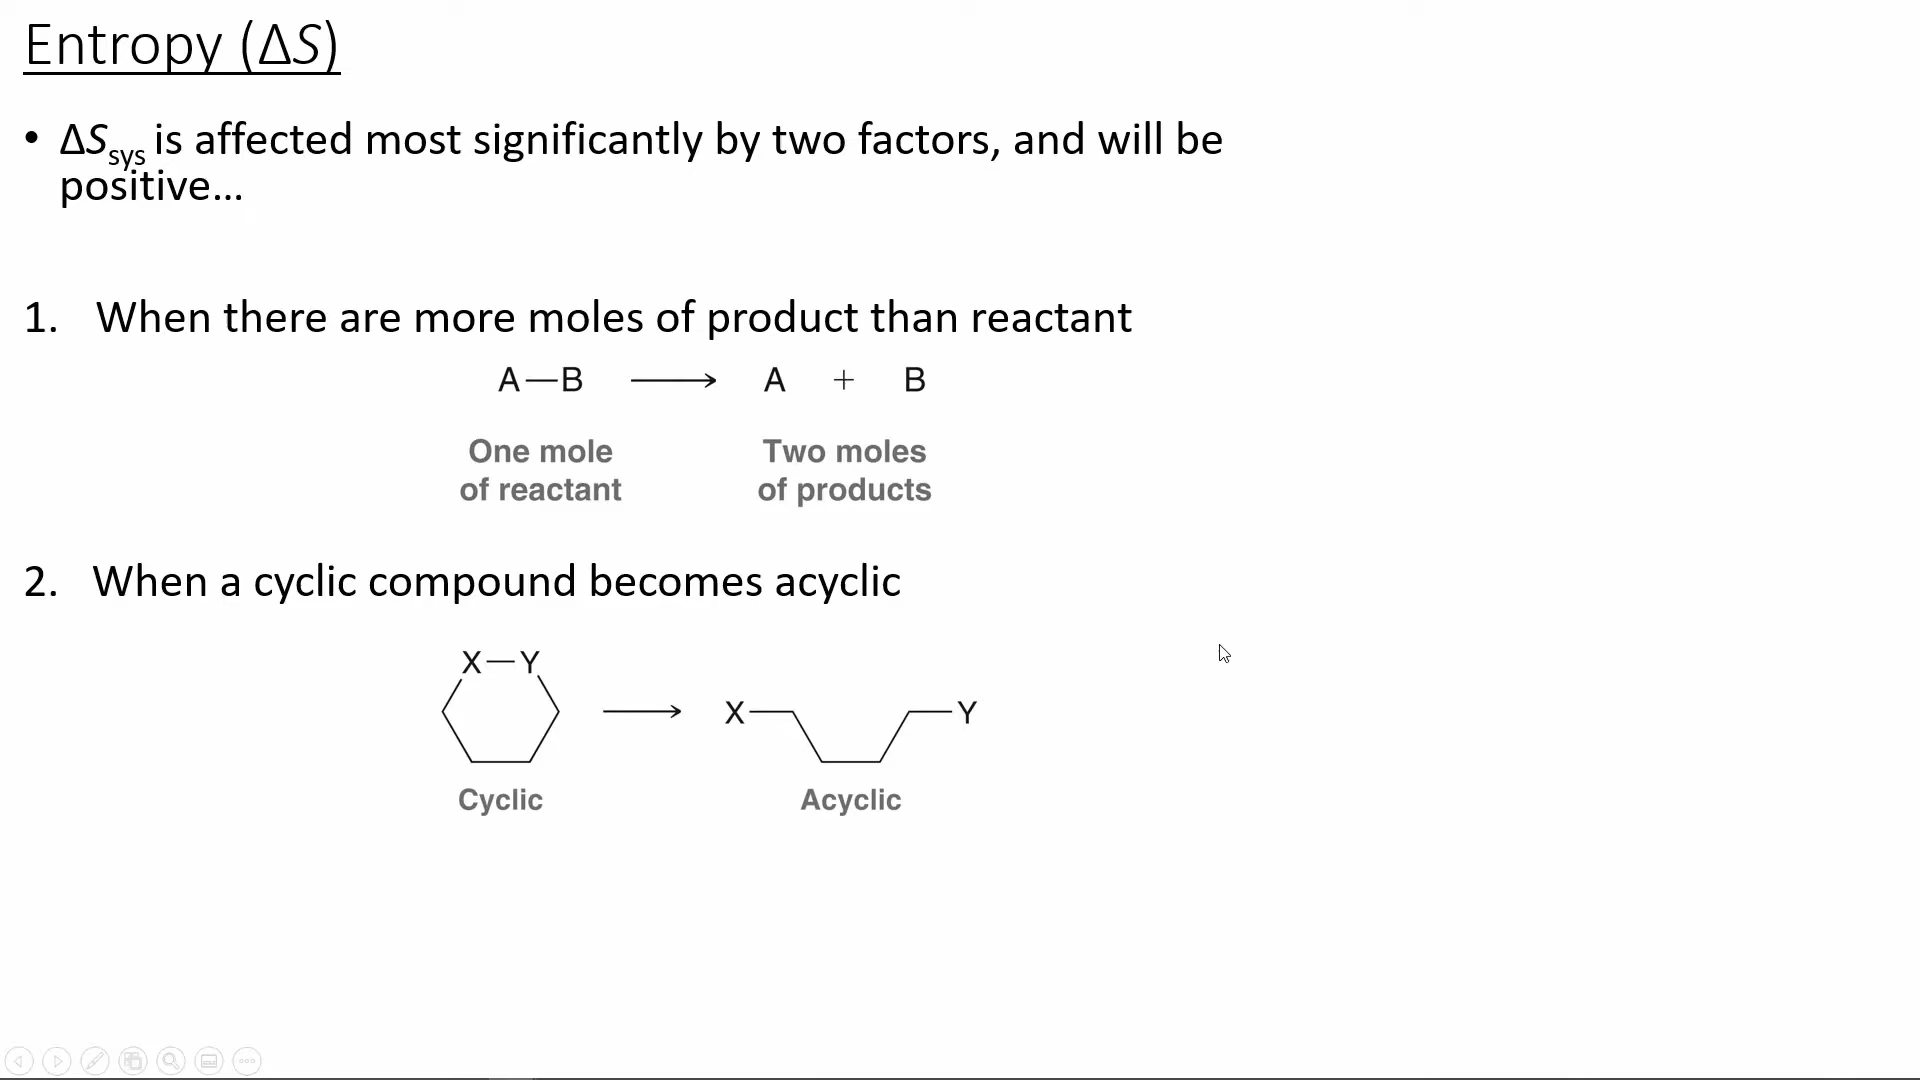 Entropy (ΔS)
• ΔSsys is affected most significantly by two factors, and will be
positive...
1. When there are more moles of product than reactant
A—B ⟶ A + B
One mole Two moles
of reactant of products
2. When a cyclic compound becomes acyclic
X—Y
X Y
Cyclic Acyclic